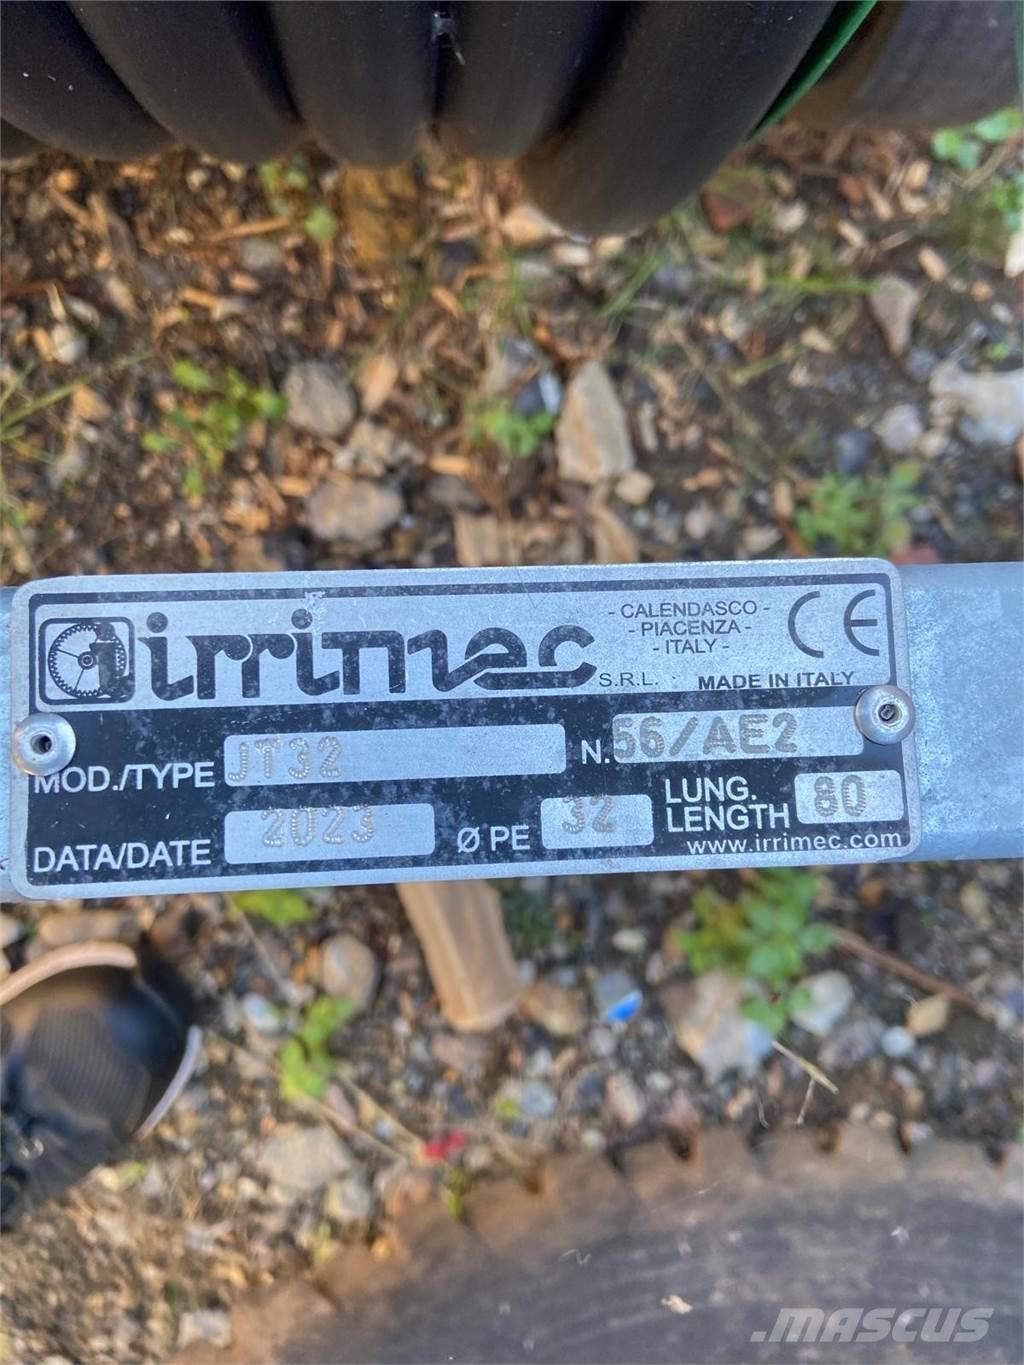 irrimec S.R.L.
- CALENDASCO -
- PIACENZA -
- ITALY -
CE
MADE IN ITALY
MOD./TYPE JT32 N. 56/AE2
DATA/DATE 2023 Ø PE 32 LUNG. LENGTH 80
www.irrimec.com
MASCUS